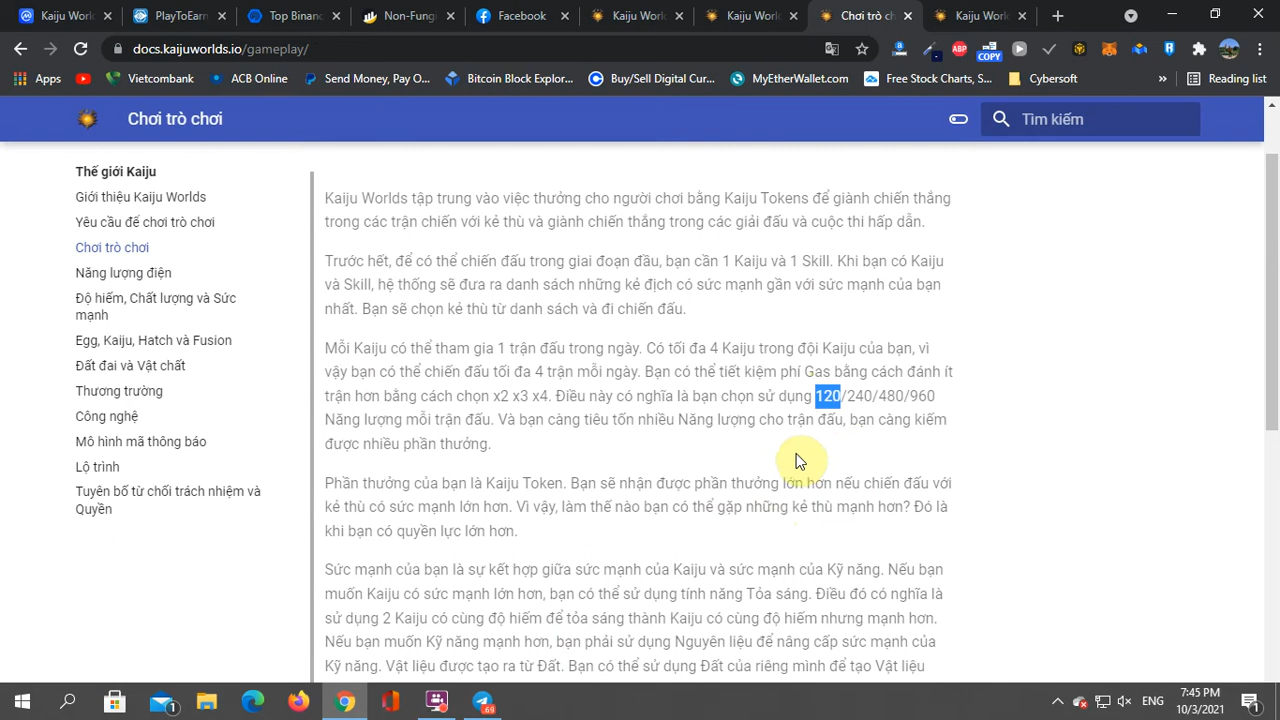 Kaiju World
PlayToEarn
Top Binanc
Non-Fungi
Facebook
Kaiju World
Kaiju World
Chơi trò ch
Kaiju World
docs.kaijuworlds.io/gameplay/
ABP
COPY
Apps
Vietcombank
ACB Online
Send Money, Pay O...
Bitcoin Block Explor...
Buy/Sell Digital Cur...
MyEtherWallet.com
Free Stock Charts, S...
Cybersoft
»
Reading list
Chơi trò chơi
Tìm kiếm
Thế giới Kaiju
Giới thiệu Kaiju Worlds
Yêu cầu để chơi trò chơi
Chơi trò chơi
Năng lượng điện
Độ hiếm, Chất lượng và Sức
mạnh
Egg, Kaiju, Hatch và Fusion
Đất đai và Vật chất
Thương trường
Công nghệ
Mô hình mã thông báo
Lộ trình
Tuyên bố từ chối trách nhiệm và
Quyền
Kaiju Worlds tập trung vào việc thưởng cho người chơi bằng Kaiju Tokens để giành chiến thắng
trong các trận chiến với kẻ thù và giành chiến thắng trong các giải đấu và cuộc thi hấp dẫn.
Trước hết, để có thể chiến đấu trong giai đoạn đầu, bạn cần 1 Kaiju và 1 Skill. Khi bạn có Kaiju
và Skill, hệ thống sẽ đưa ra danh sách những kẻ địch có sức mạnh gần với sức mạnh của bạn
nhất. Bạn sẽ chọn kẻ thù từ danh sách và đi chiến đấu.
Mỗi Kaiju có thể tham gia 1 trận đấu trong ngày. Có tối đa 4 Kaiju trong đội Kaiju của bạn, vì
vậy bạn có thể chiến đấu tối đa 4 trận mỗi ngày. Bạn có thể tiết kiệm phí Gas bằng cách đánh ít
trận hơn bằng cách chọn x2 x3 x4. Điều này có nghĩa là bạn chọn sử dụng 120/240/480/960
Năng lượng mỗi trận đấu. Và bạn càng tiêu tốn nhiều Năng lượng cho trận đấu, bạn càng kiếm
được nhiều phần thưởng.
Phần thưởng của bạn là Kaiju Token. Bạn sẽ nhận được phần thưởng lớn hơn nếu chiến đấu với
kẻ thù có sức mạnh lớn hơn. Vì vậy, làm thế nào bạn có thể gặp những kẻ thù mạnh hơn? Đó là
khi bạn có quyền lực lớn hơn.
Sức mạnh của bạn là sự kết hợp giữa sức mạnh của Kaiju và sức mạnh của Kỹ năng. Nếu bạn
muốn Kaiju có sức mạnh lớn hơn, bạn có thể sử dụng tính năng Tỏa sáng. Điều đó có nghĩa là
sử dụng 2 Kaiju có cùng độ hiếm để tỏa sáng thành Kaiju có cùng độ hiếm nhưng mạnh hơn.
Nếu bạn muốn Kỹ năng mạnh hơn, bạn phải sử dụng Nguyên liệu để nâng cấp sức mạnh của
Kỹ năng. Vật liệu được tạo ra từ Đất. Bạn có thể sử dụng Đất của riêng mình để tạo Vật liệu
1
69
ENG
7:45 PM
10/3/2021
1